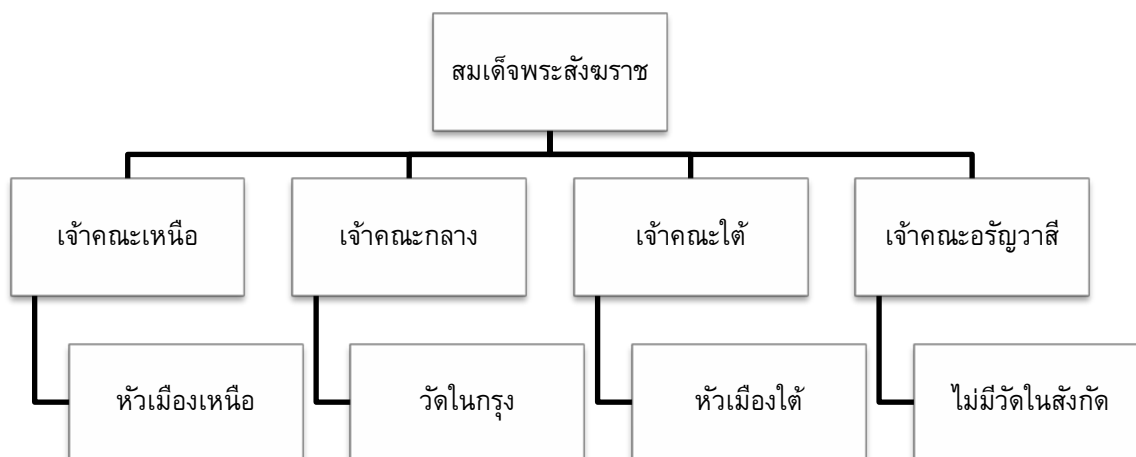 สมเด็จพระสังฆราช
เจ้าคณะเหนือ
เจ้าคณะกลาง
เจ้าคณะใต้
เจ้าคณะอรัญวาสี
หัวเมืองเหนือ
วัดในกรุง
หัวเมืองใต้
ไม่มีวัดในสังกัด